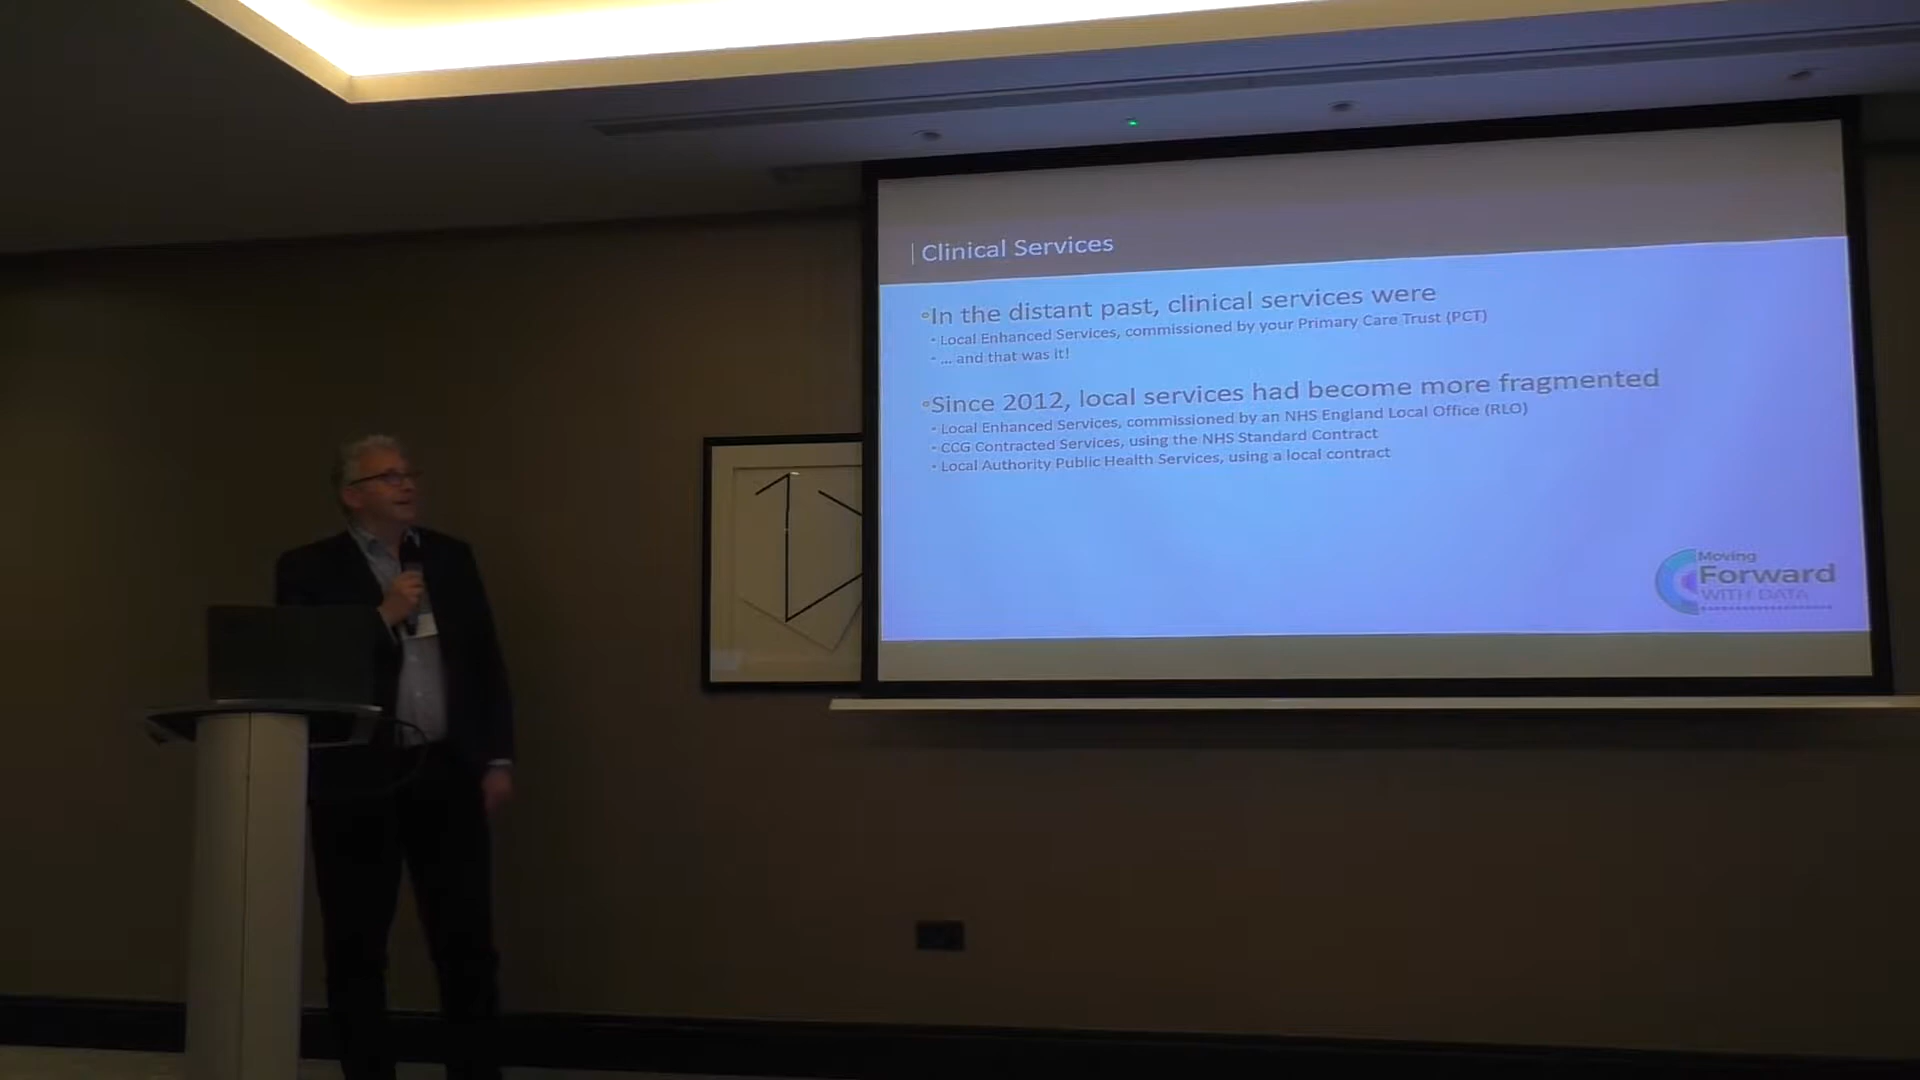 Clinical Services
In the distant past, clinical services were
Local Enhanced Services, commissioned by your Primary Care Trust (PCT)
... and that was it!
Since 2012, local services had become more fragmented
Local Enhanced Services, commissioned by an NHS England Local Office (RLO)
CCG Contracted Services, using the NHS Standard Contract
Local Authority Public Health Services, using a local contract
Moving
Forward
WITH DATA